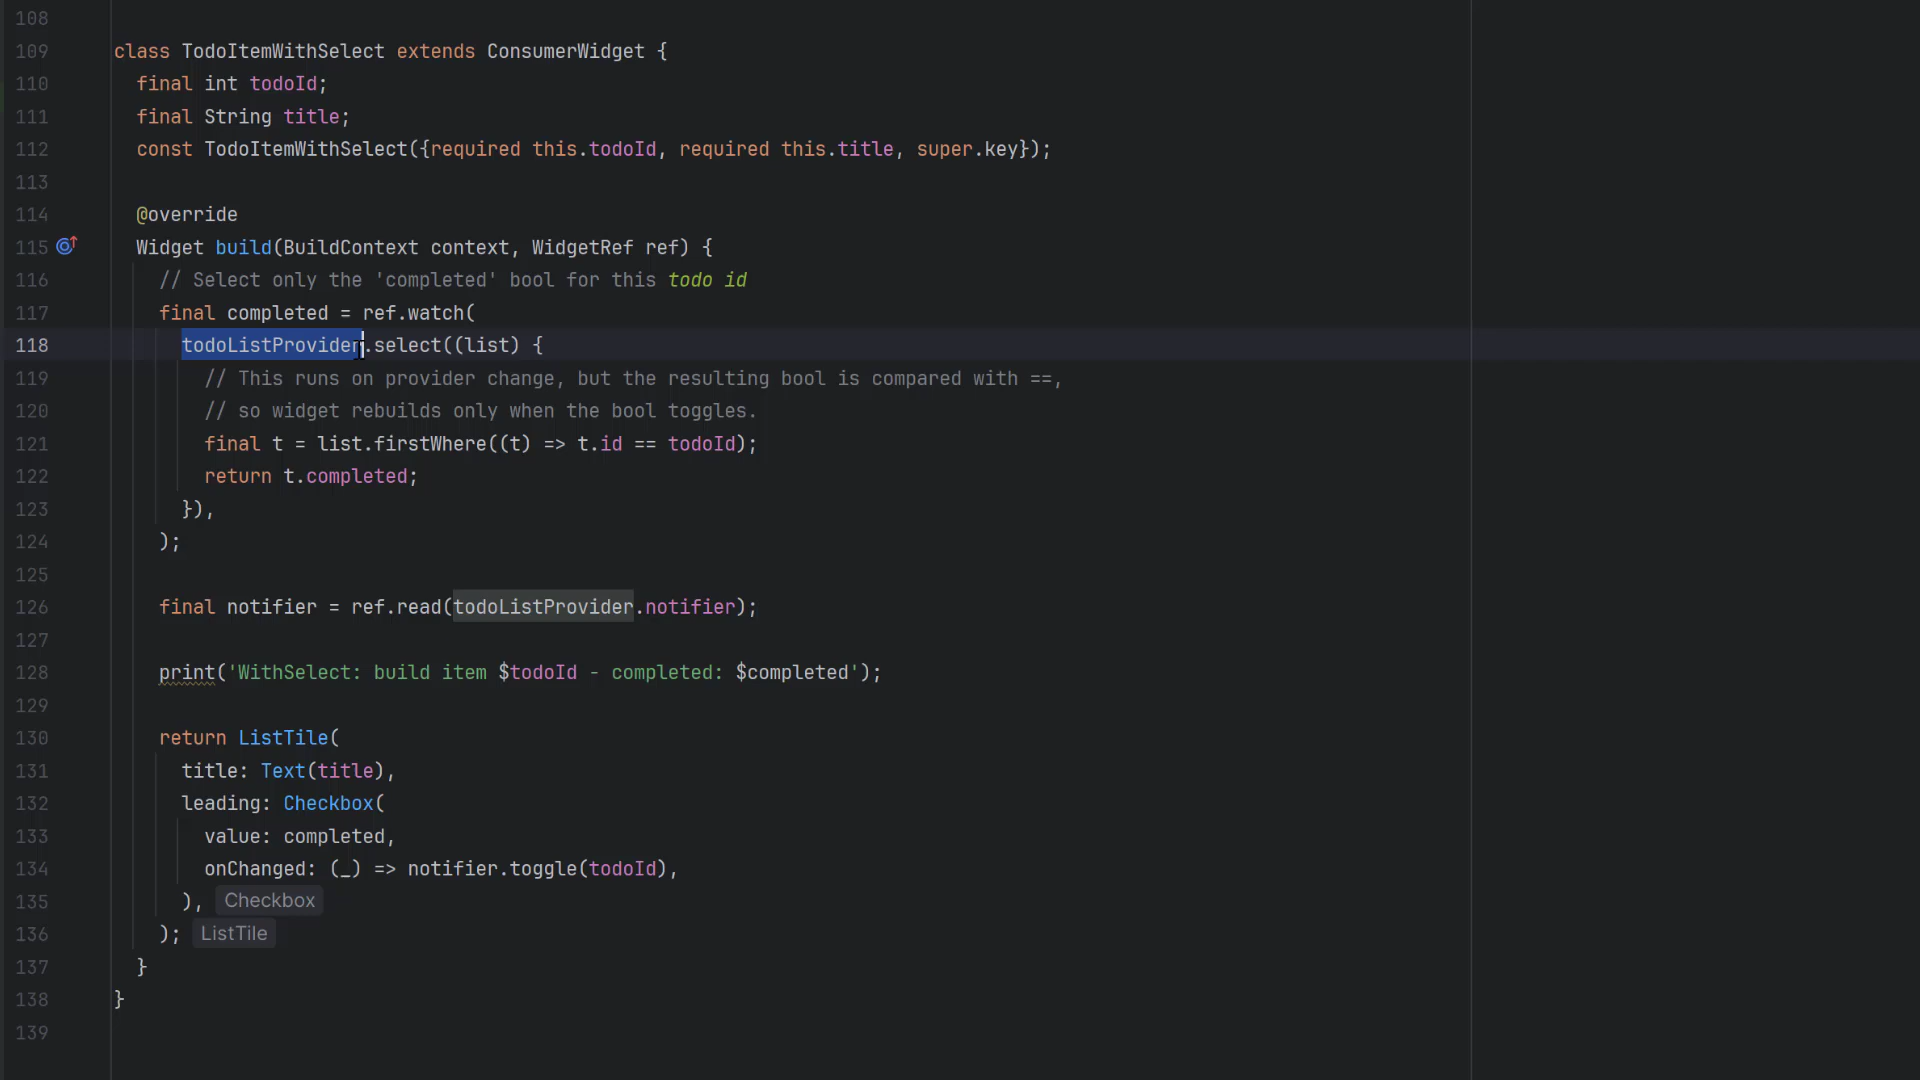 108
109 class TodoItemWithSelect extends ConsumerWidget {
110 final int todoId;
111 final String title;
112 const TodoItemWithSelect({required this.todoId, required this.title, super.key});
113
114 @override
115 Widget build(BuildContext context, WidgetRef ref) {
116 // Select only the 'completed' bool for this todo id
117 final completed = ref.watch(
118 todoListProvider.select((list) {
119 // This runs on provider change, but the resulting bool is compared with ==,
120 // so widget rebuilds only when the bool toggles.
121 final t = list.firstWhere((t) => t.id == todoId);
122 return t.completed;
123 }),
124 );
125
126 final notifier = ref.read(todoListProvider.notifier);
127
128 print('WithSelect: build item $todoId - completed: $completed');
129
130 return ListTile(
131 title: Text(title),
132 leading: Checkbox(
133 value: completed,
134 onChanged: (_) => notifier.toggle(todoId),
135 ), Checkbox
136 ); ListTile
137 }
138 }
139